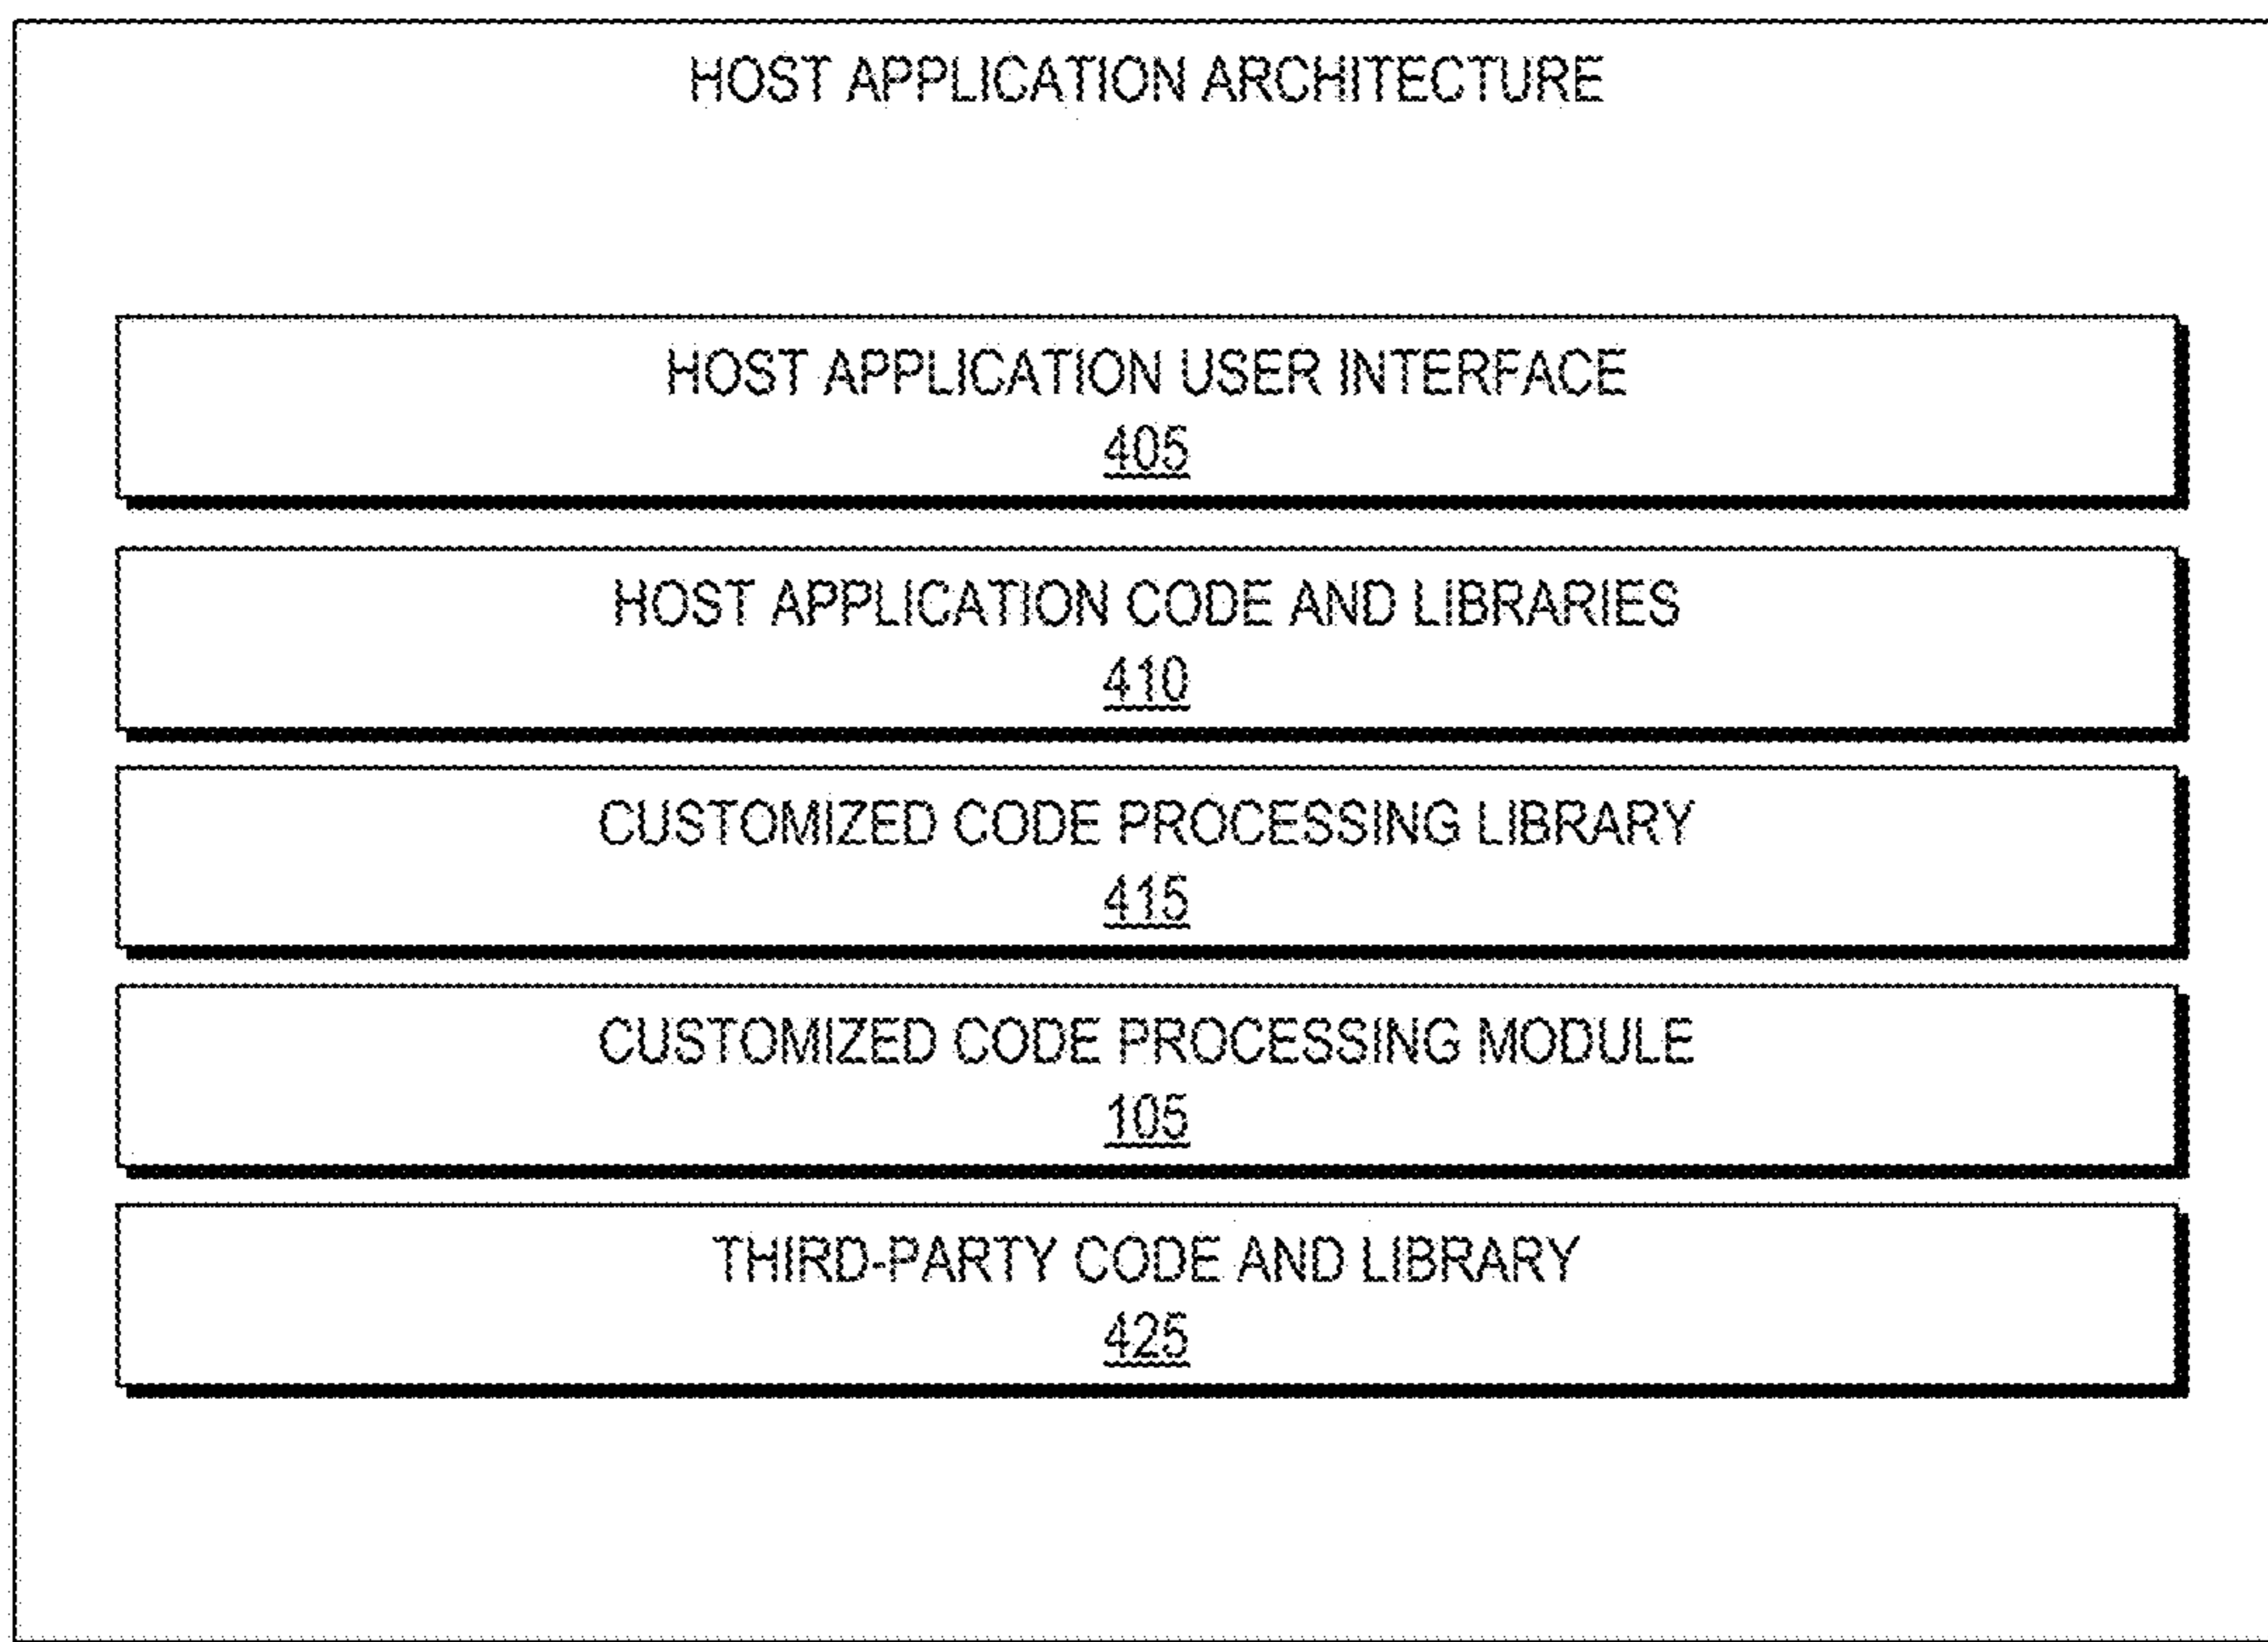 HOST APPLICATION ARCHITECTURE
HOST APPLICATION USER INTERFACE
405
HOST APPLICATION CODE AND LIBRARIES
410
CUSTOMIZED CODE PROCESSING LIBRARY
415
CUSTOMIZED CODE PROCESSING MODULE
105
THIRD-PARTY CODE AND LIBRARY
425